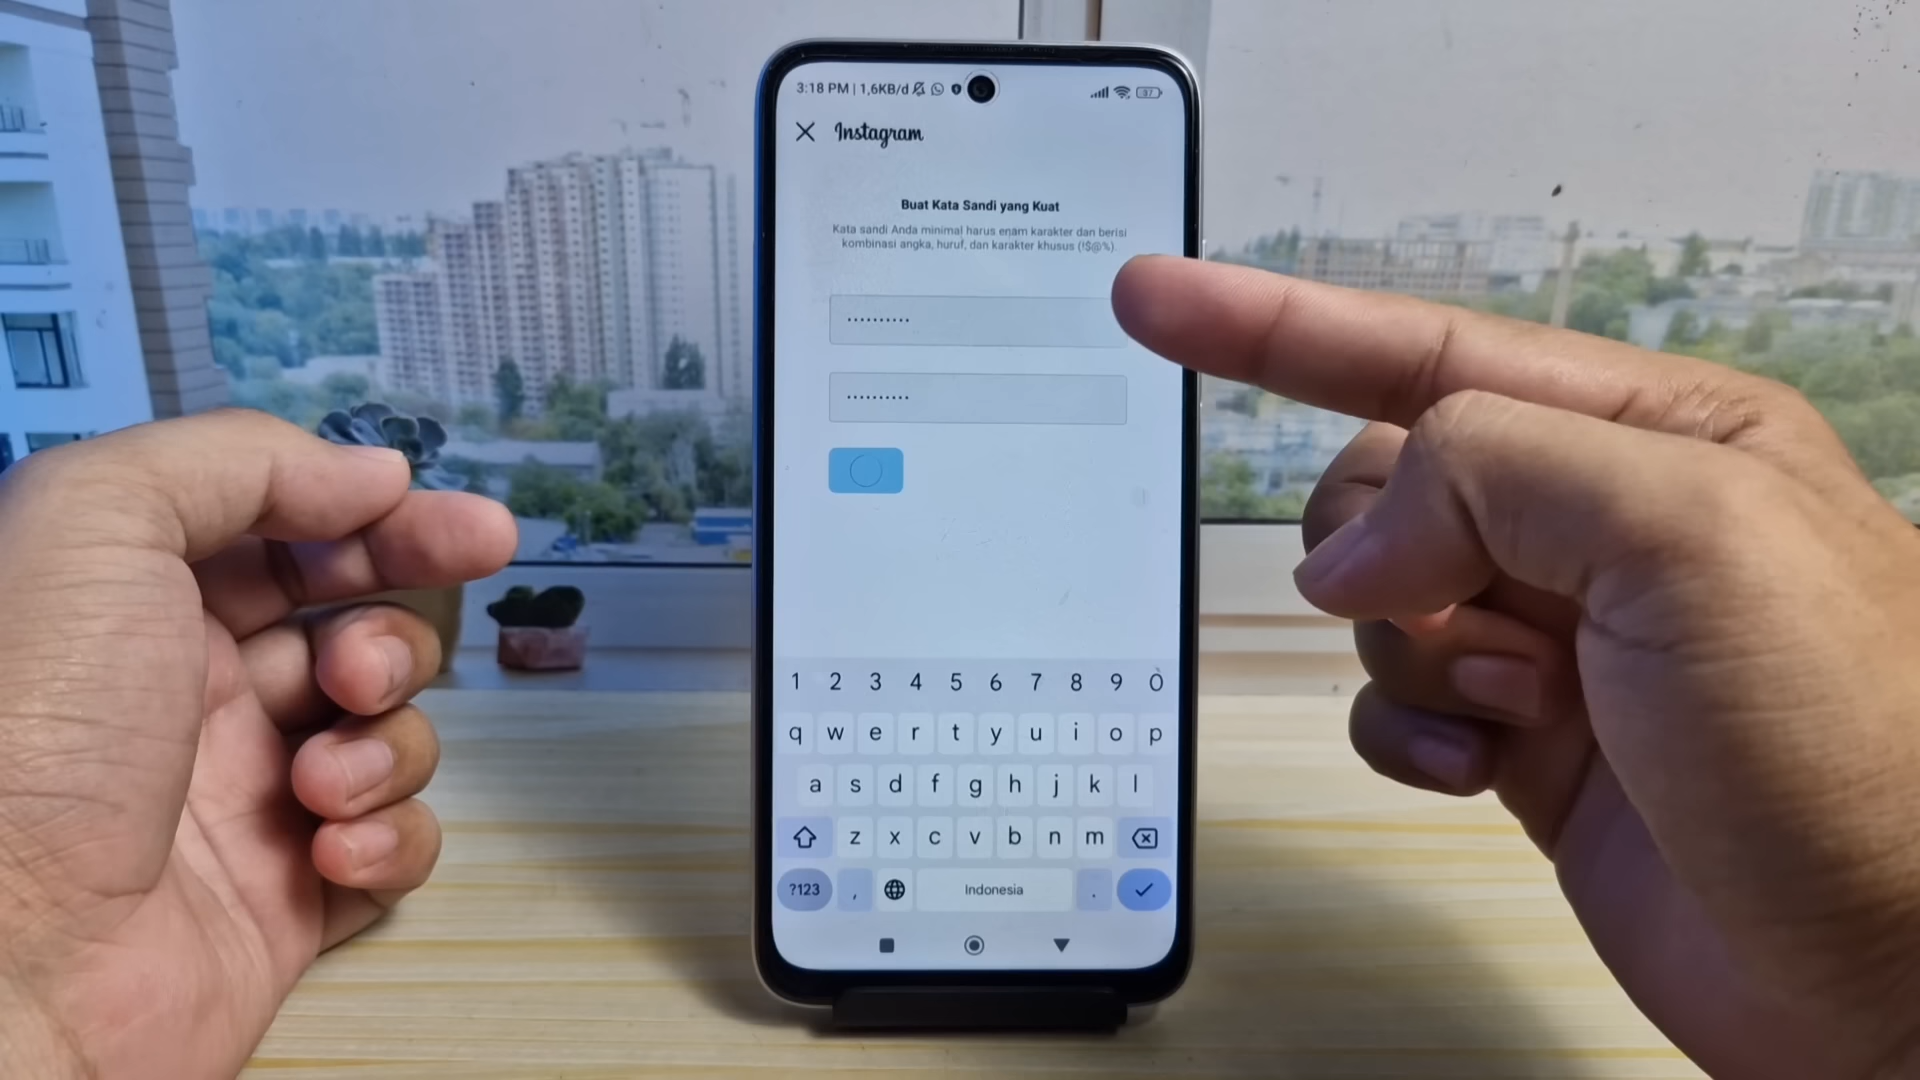 3:18 PM | 1,6KB/d
37
Instagram
Buat Kata Sandi yang Kuat
Kata sandi Anda minimal harus enam karakter dan berisi
kombinasi angka, huruf, dan karakter khusus (!$@%).
••••••••••
••••••••••
1 2 3 4 5 6 7 8 9 0
q w e r t y u i o p
a s d f g h j k l
z x c v b n m
?123 , Indonesia .